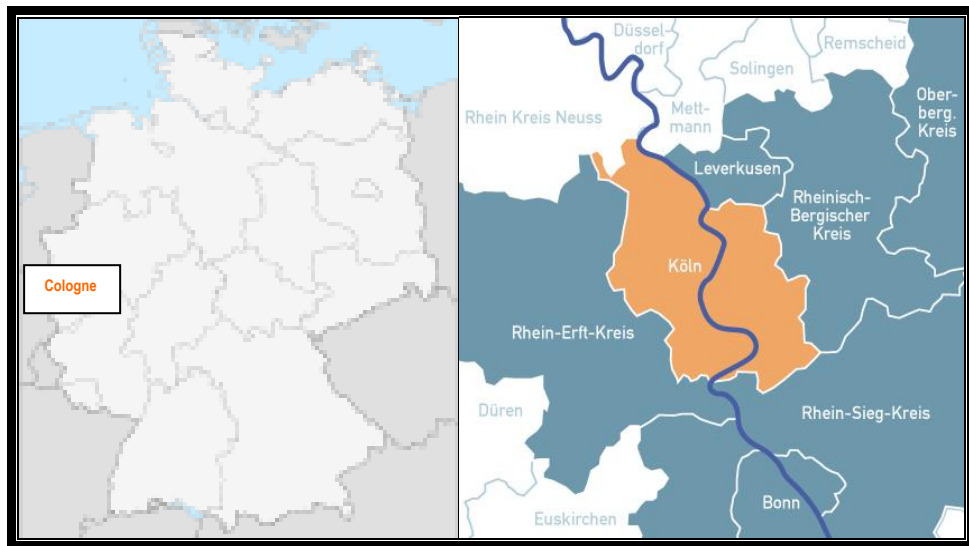 Cologne
Düssel-
dorf
Remscheid
Solingen
Rhein Kreis Neuss
Mett-
mann
Ober-
berg.
Kreis
Leverkusen
Rheinisch-
Bergischer
Kreis
Köln
Rhein-Erft-Kreis
Düren
Rhein-Sieg-Kreis
Bonn
Euskirchen